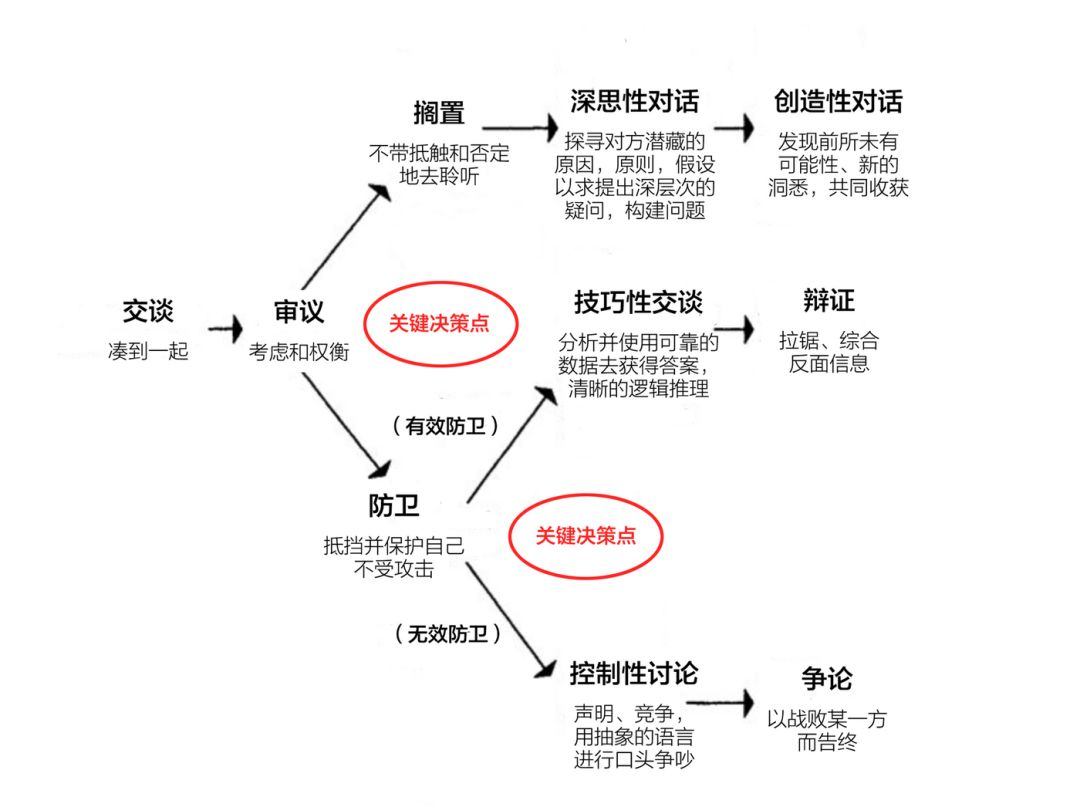 搁置
不带抵触和否定
地去聆听
深思性对话
探寻对方潜藏的
原因，原则，假设
以求提出深层次的
疑问，构建问题
创造性对话
发现前所未有
可能性、新的
洞悉，共同收获
交谈
凑到一起
审议
考虑和权衡
关键决策点
技巧性交谈
分析并使用可靠的
数据去获得答案，
清晰的逻辑推理
辩证
拉锯、综合
反面信息
（有效防卫）
防卫
抵挡并保护自己
不受攻击
关键决策点
（无效防卫）
控制性讨论
声明、竞争，
用抽象的语言
进行口头争吵
争论
以战败某一方
而告终